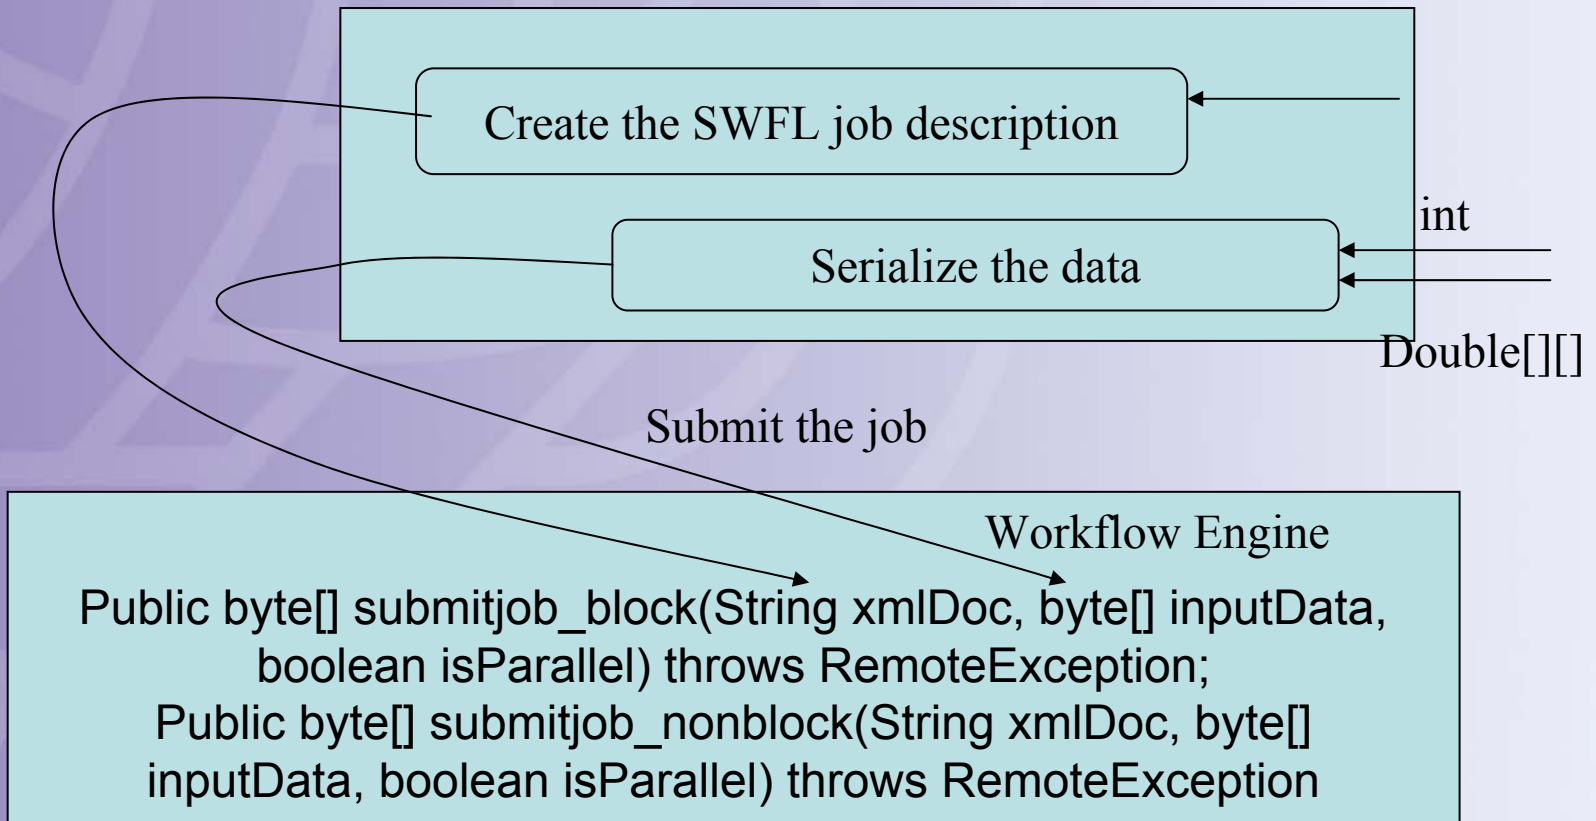 Create the SWFL job description
int
Serialize the data
Double[][]
Submit the job
Workflow Engine
Public byte[] submitjob_block(String xmlDoc, byte[] inputData,
boolean isParallel) throws RemoteException;
Public byte[] submitjob_nonblock(String xmlDoc, byte[]
inputData, boolean isParallel) throws RemoteException